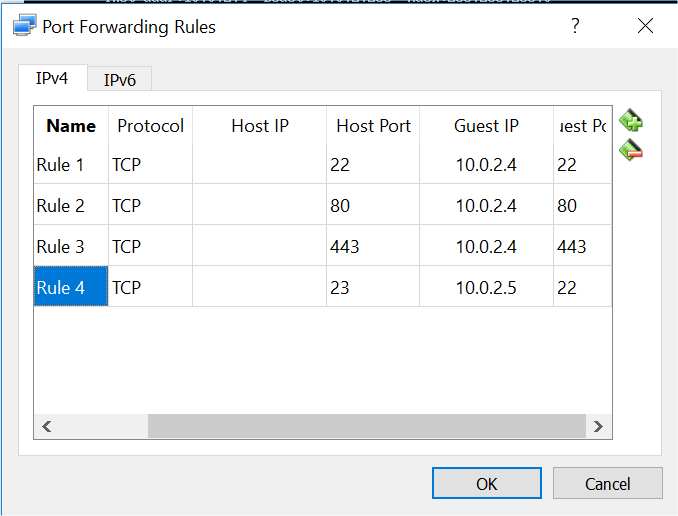 Port Forwarding Rules ?
IPv4 IPv6
Name Protocol Host IP Host Port Guest IP
Rule 1 TCP 22 10.0.2.4 22
Rule 2 TCP 80 10.0.2.4 80
Rule 3 TCP 443 10.0.2.4 443
Rule 4 TCP 23 10.0.2.5 22
OK Cancel